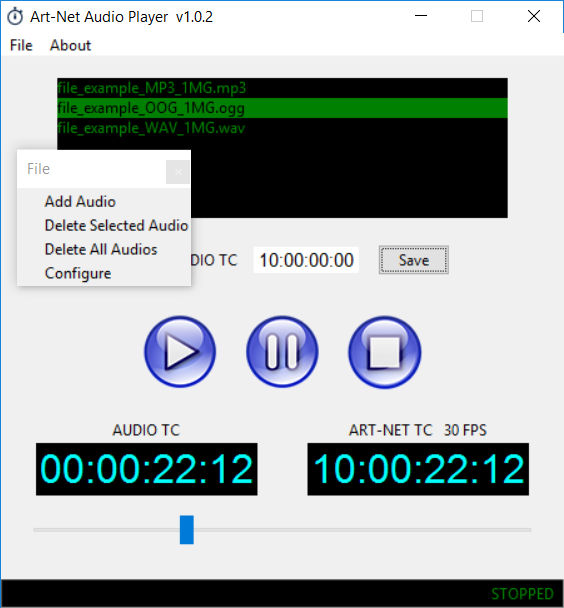 Art-Net Audio Player v1.0.2
File About
file_example_MP3_1MG.mp3
file_example_OOG_1MG.ogg
file_example_WAV_1MG.wav
File
Add Audio
Delete Selected Audio
Delete All Audios
Configure
TC 10:00:00:00 Save
AUDIO TC ART-NET TC 30 FPS
00:00:22:12 10:00:22:12
STOPPED